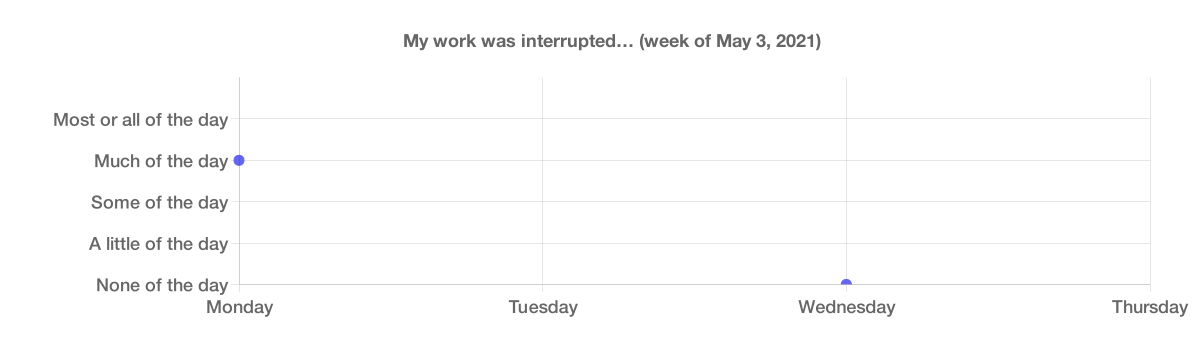 My work was interrupted… (week of May 3, 2021)
Most or all of the day
Much of the day
Some of the day
A little of the day
None of the day
Monday Tuesday Wednesday Thursday